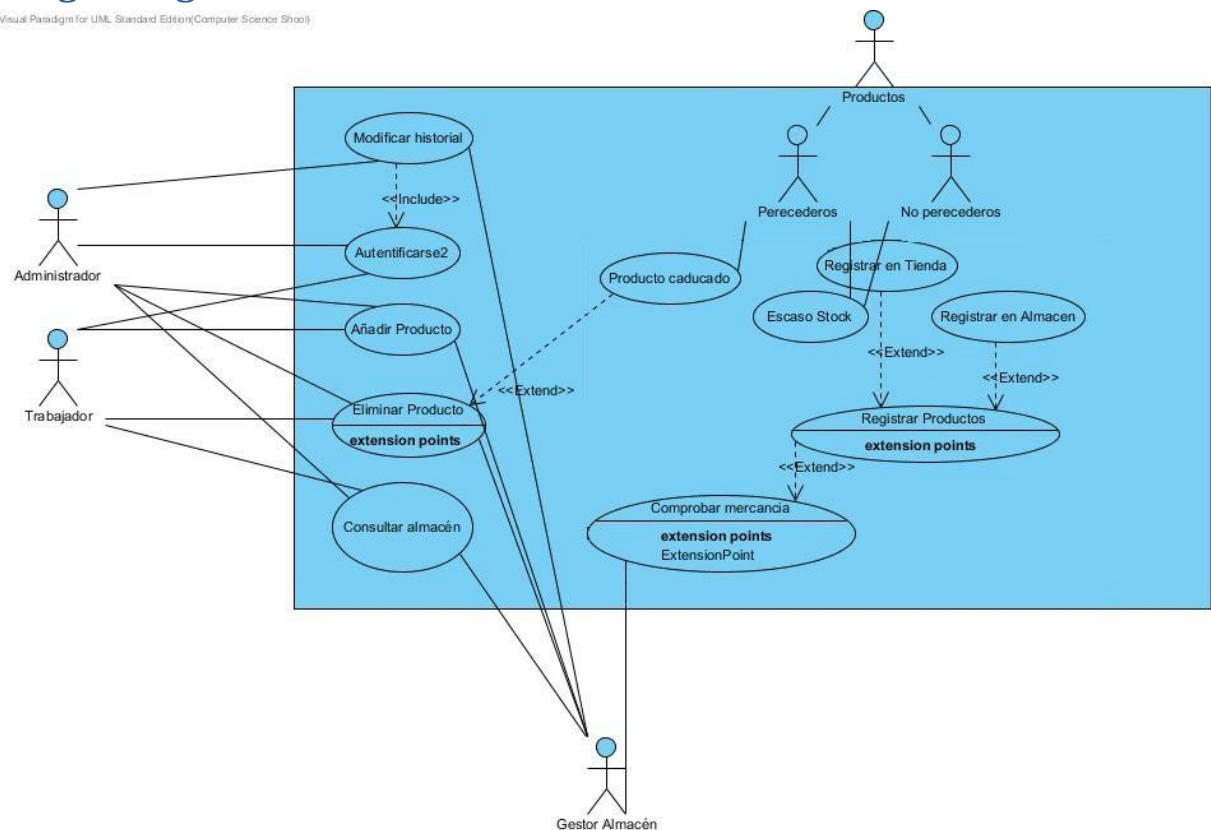 Visual Paradigm for UML Standard Edition(Computer Science Shool)
Productos
Modificar historial
<<Include>>
Perecederos
No perecederos
Administrador
Autentificarse2
Producto caducado
Registrar en Tienda
Añadir Producto
Escaso Stock
Registrar en Almacen
<<Extend>>
<<Extend>>
<<Extend>>
Trabajador
Eliminar Producto
extension points
Registrar Productos
extension points
<<Extend>>
Consultar almacén
Comprobar mercancia
extension points
ExtensionPoint
Gestor Almacén